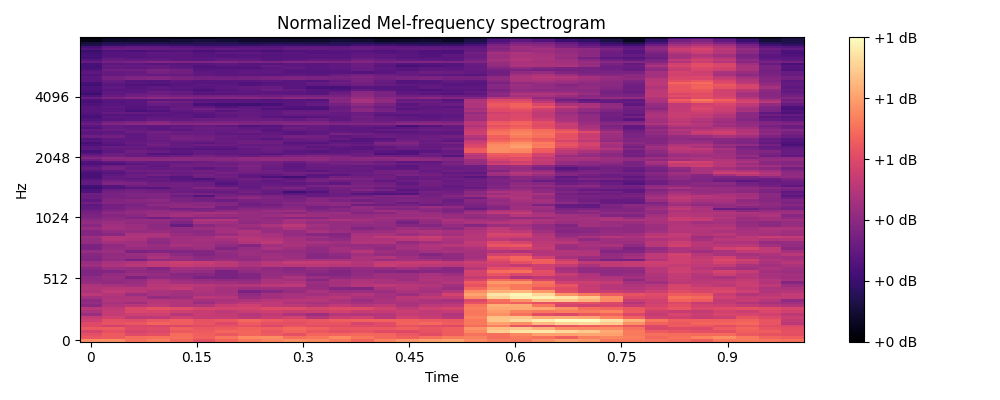 Normalized Mel-frequency spectrogram
Hz
4096
2048
1024
512
0
0 0.15 0.3 0.45 0.6 0.75 0.9
Time
+1 dB
+1 dB
+1 dB
+0 dB
+0 dB
+0 dB